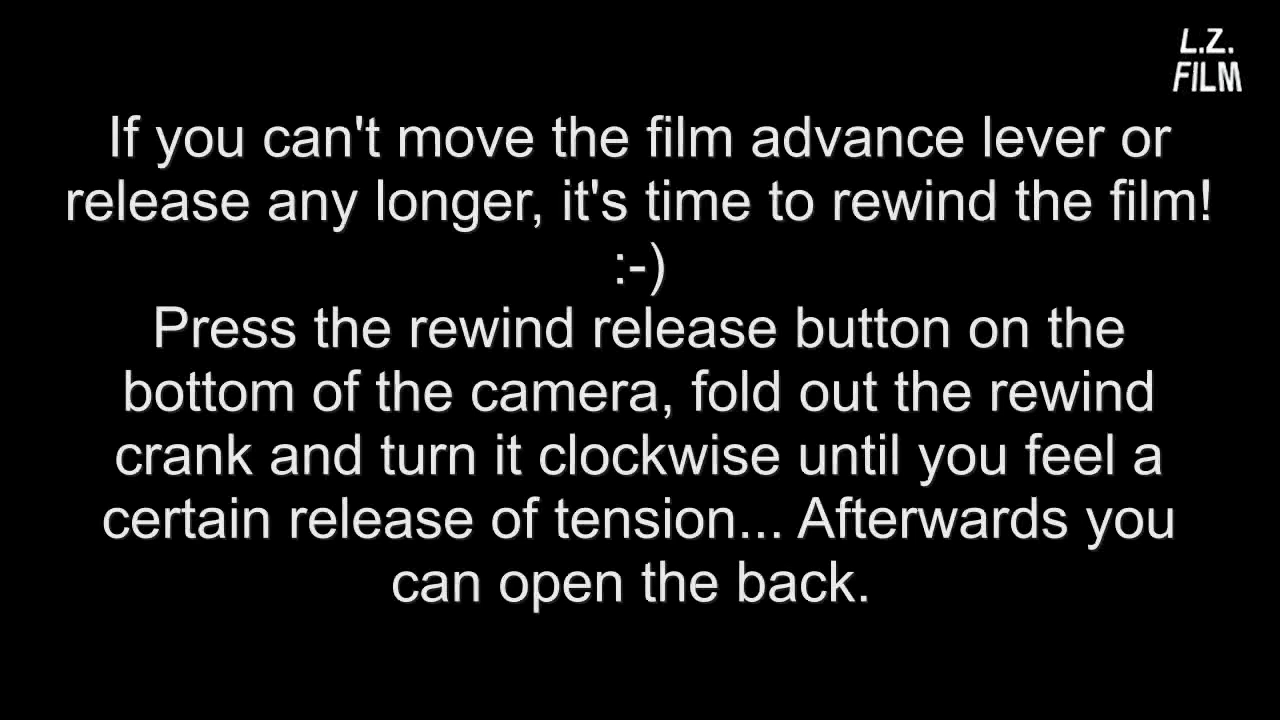 L.Z.
FILM
If you can't move the film advance lever or
release any longer, it's time to rewind the film!
:-)
Press the rewind release button on the
bottom of the camera, fold out the rewind
crank and turn it clockwise until you feel a
certain release of tension... Afterwards you
can open the back.